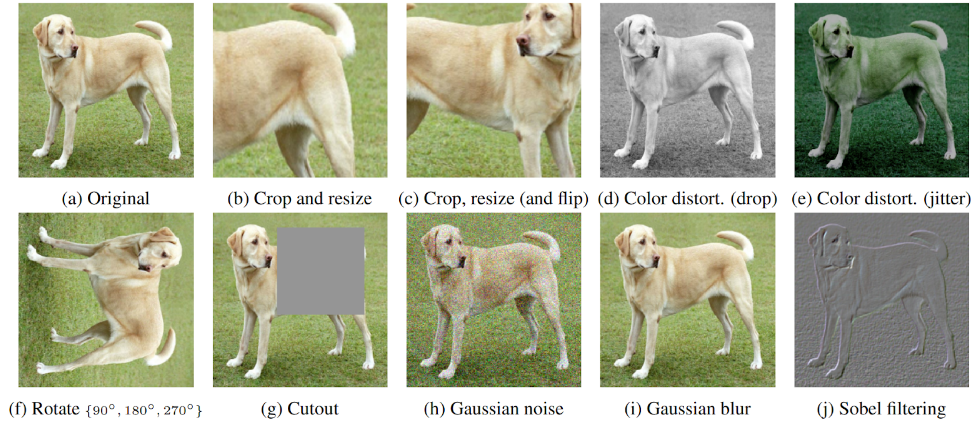 (a) Original
(b) Crop and resize
(c) Crop, resize (and flip)
(d) Color distort. (drop)
(e) Color distort. (jitter)
(f) Rotate {90°, 180°, 270°}
(g) Cutout
(h) Gaussian noise
(i) Gaussian blur
(j) Sobel filtering